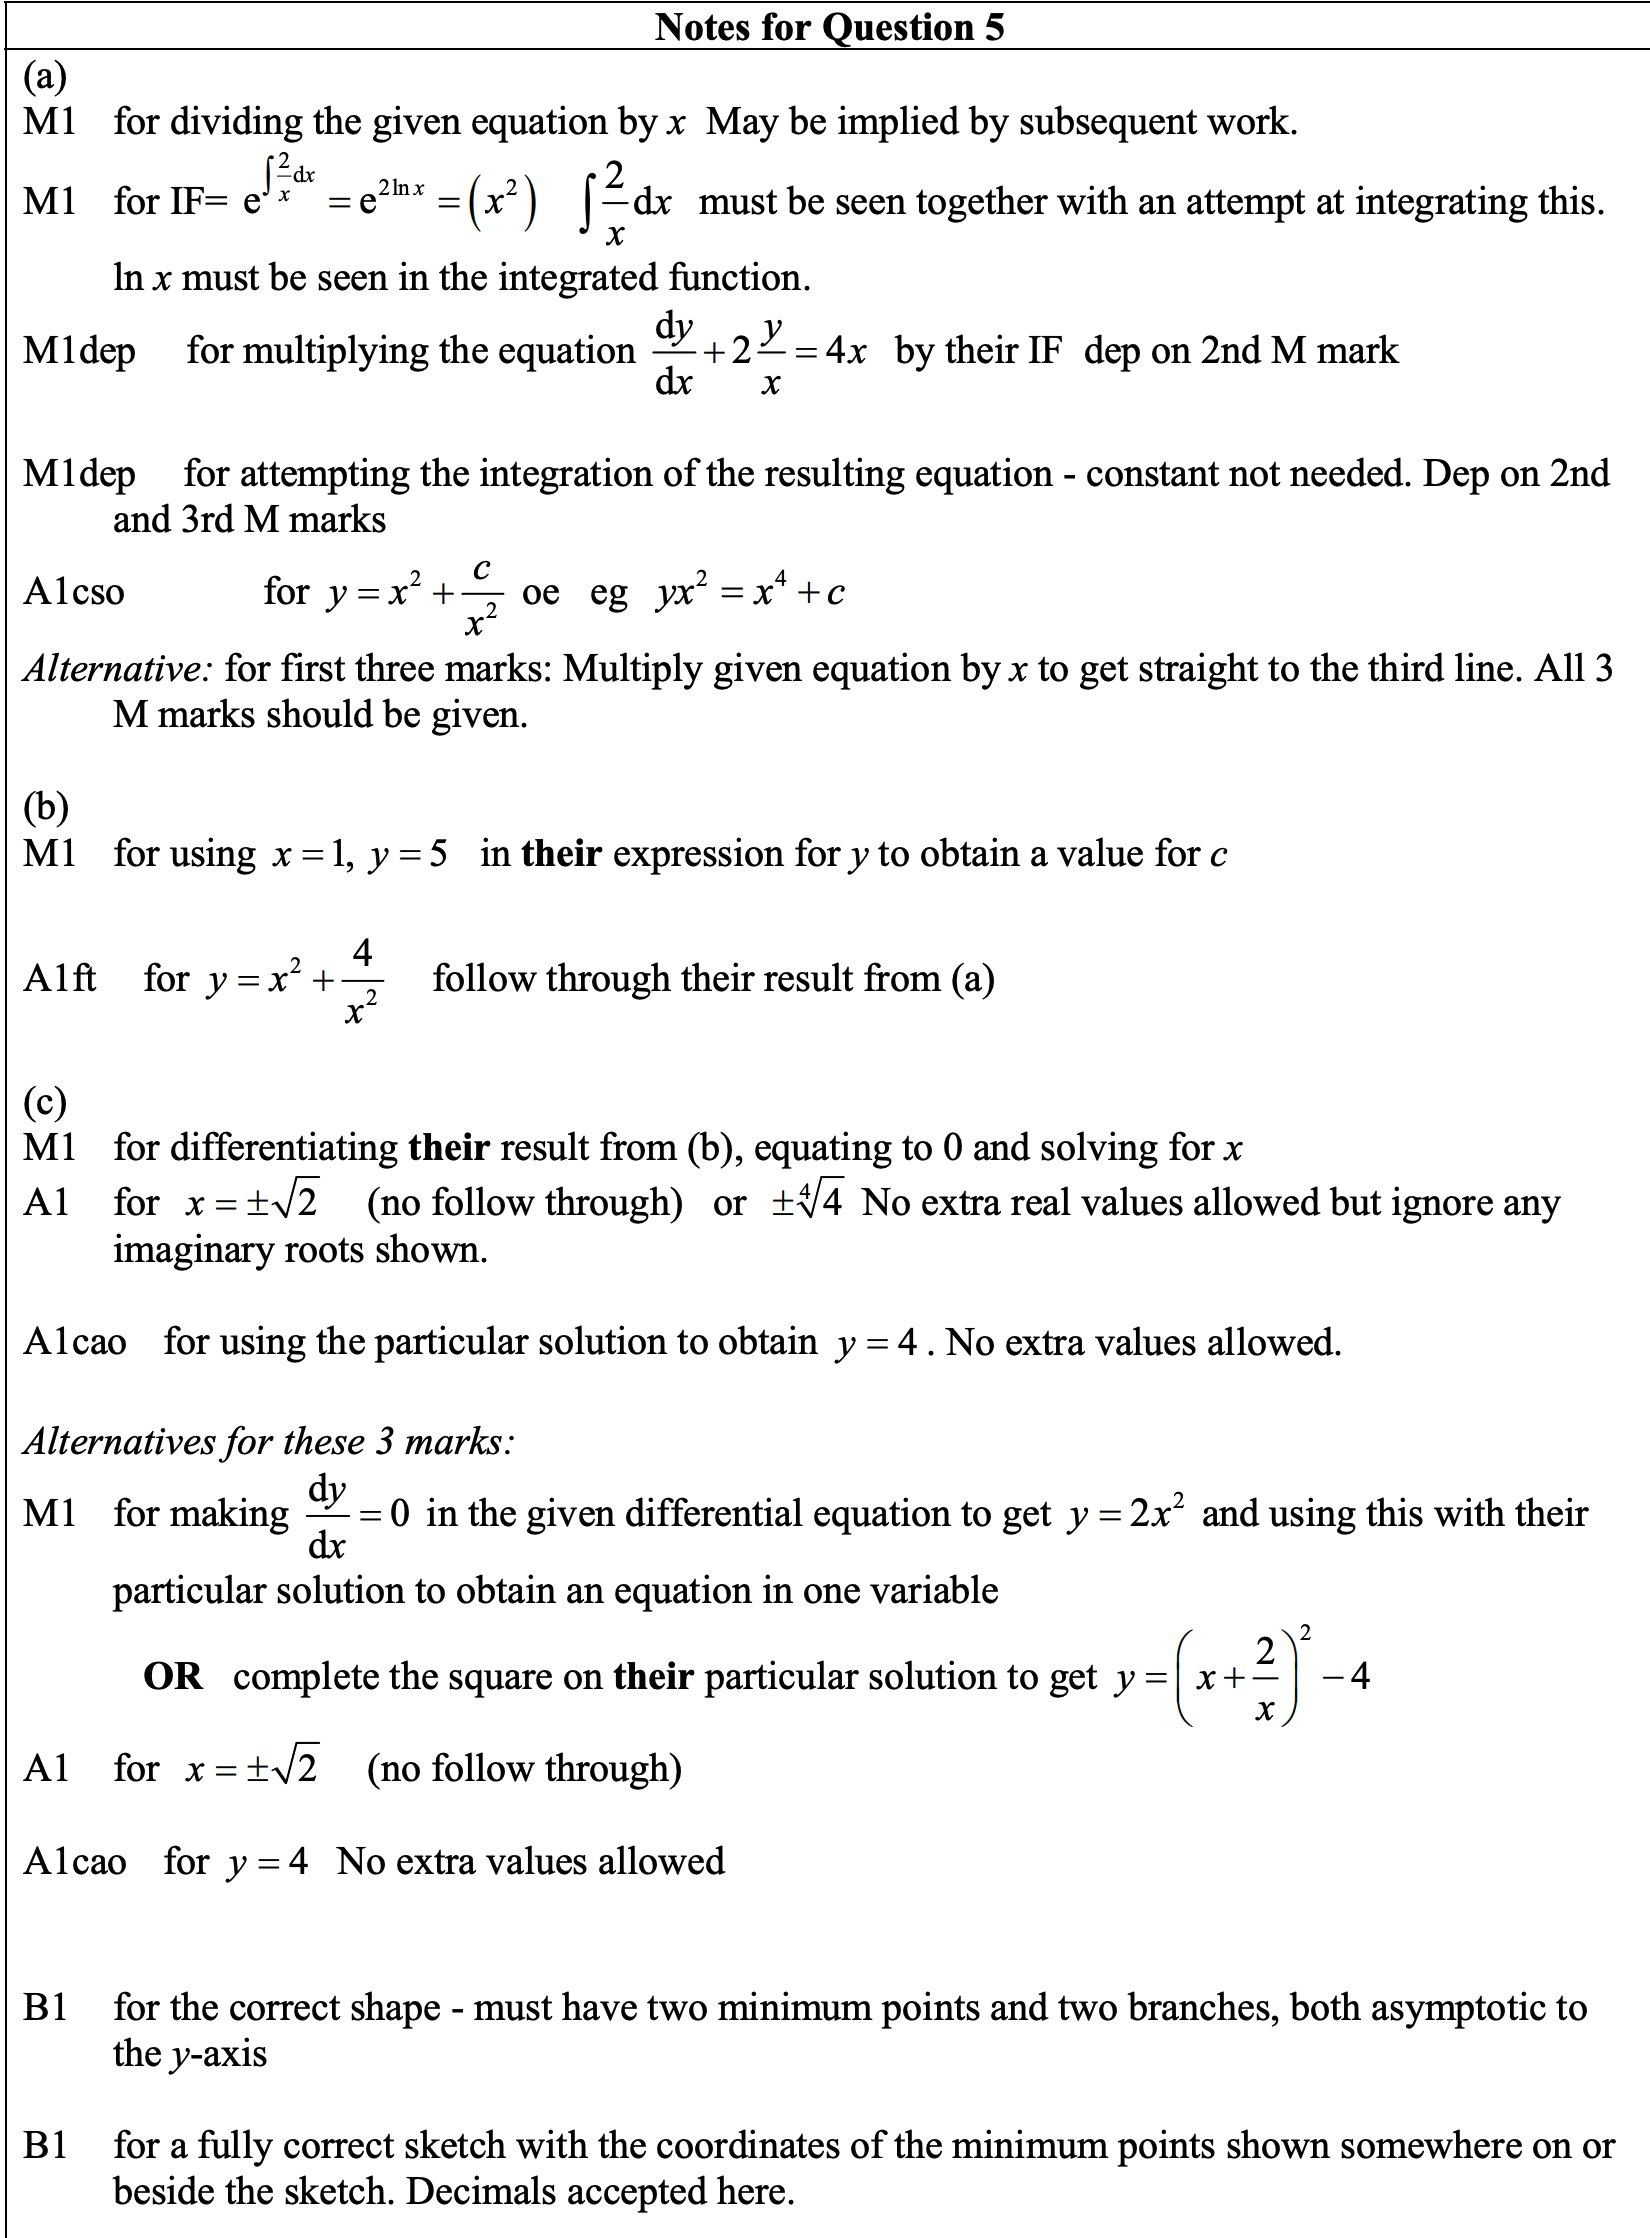 Notes for Question 5
(a)
M1 for dividing the given equation by x May be implied by subsequent work.
M1 for IF= e^{∫(2/x)dx} = e^{2 ln x} = (x²) ∫(2/x)dx must be seen together with an attempt at integrating this.
ln x must be seen in the integrated function.
M1dep for multiplying the equation dy/dx + 2 y/x = 4x by their IF dep on 2nd M mark
M1dep for attempting the integration of the resulting equation - constant not needed. Dep on 2nd
and 3rd M marks
A1cso for y = x² + c/x² oe eg yx² = x⁴ + c
Alternative: for first three marks: Multiply given equation by x to get straight to the third line. All 3
M marks should be given.
(b)
M1 for using x = 1, y = 5 in their expression for y to obtain a value for c
A1ft for y = x² + 4/x² follow through their result from (a)
(c)
M1 for differentiating their result from (b), equating to 0 and solving for x
A1 for x = ±√2 (no follow through) or ±⁴√4 No extra real values allowed but ignore any
imaginary roots shown.
A1cao for using the particular solution to obtain y = 4 . No extra values allowed.
Alternatives for these 3 marks:
M1 for making dy/dx = 0 in the given differential equation to get y = 2x² and using this with their
particular solution to obtain an equation in one variable
OR complete the square on their particular solution to get y = (x + 2/x)² − 4
A1 for x = ±√2 (no follow through)
A1cao for y = 4 No extra values allowed
B1 for the correct shape - must have two minimum points and two branches, both asymptotic to
the y-axis
B1 for a fully correct sketch with the coordinates of the minimum points shown somewhere on or
beside the sketch. Decimals accepted here.